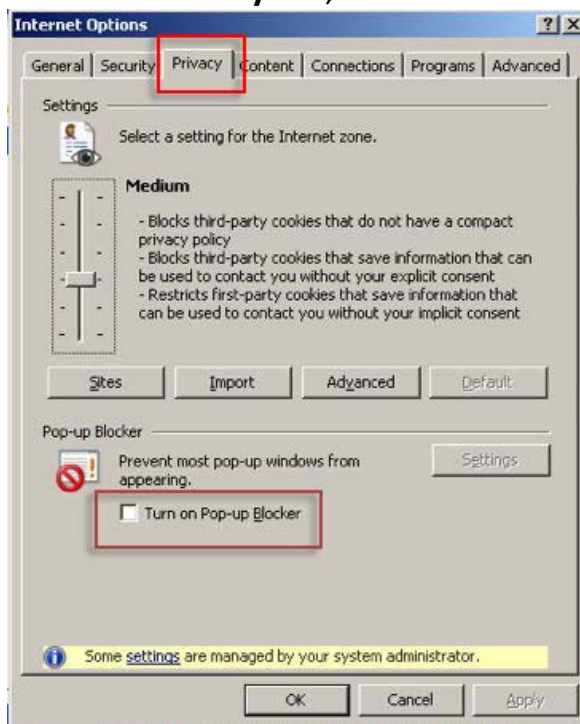 Internet Options
General Security Privacy Content Connections Programs Advanced
Settings
Select a setting for the Internet zone.
Medium
- Blocks third-party cookies that do not have a compact
privacy policy
- Blocks third-party cookies that save information that can
be used to contact you without your explicit consent
- Restricts first-party cookies that save information that
can be used to contact you without your implicit consent
Sites Import Advanced Default
Pop-up Blocker
Prevent most pop-up windows from Settings
appearing.
Turn on Pop-up Blocker
Some settings are managed by your system administrator.
OK Cancel Apply